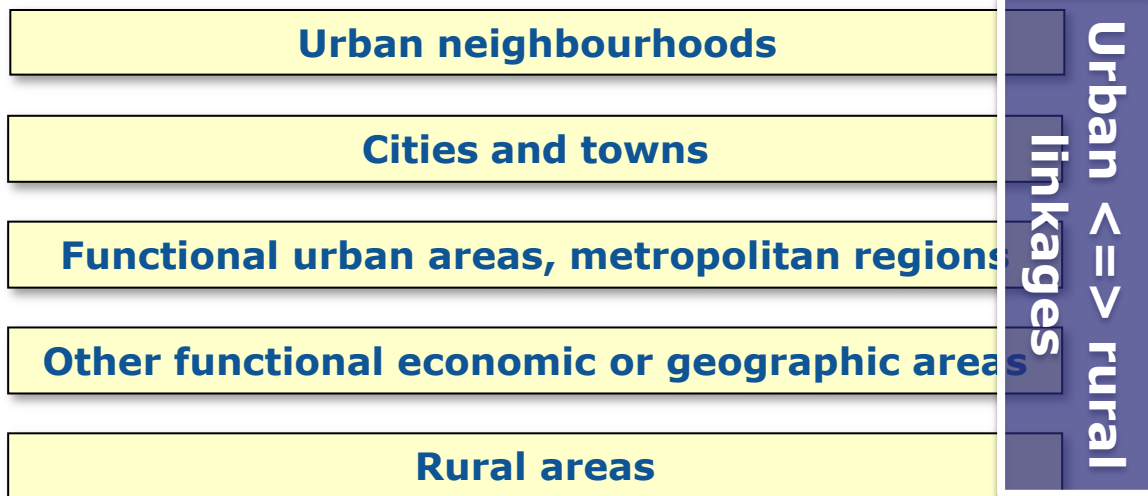 Urban neighbourhoods
Cities and towns
Functional urban areas, metropolitan regions
Other functional economic or geographic areas
Rural areas
Urban <=> rural
linkages